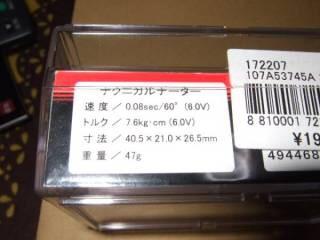 テクニカルデーター
速度／0.08sec/60°(6.0V)
トルク／7.6kg·cm(6.0V)
寸法／40.5×21.0×26.5mm
重量／47g
172207
107A53745A
8 810001 72
¥19
494468